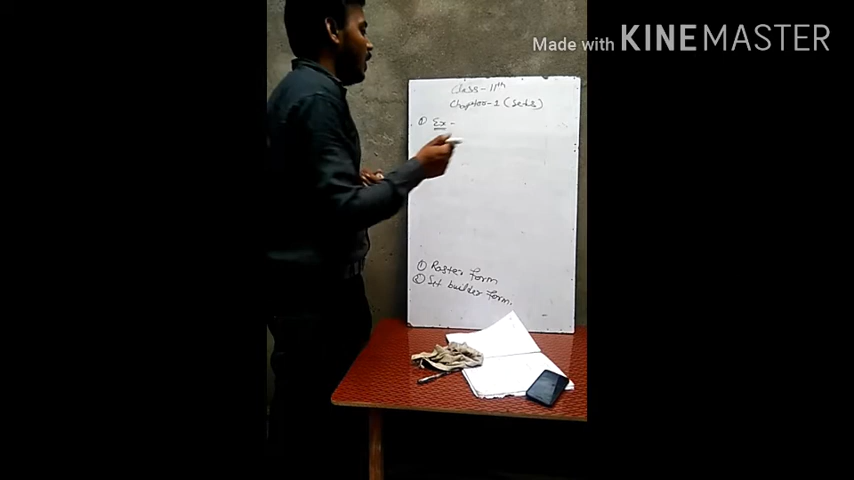 Made with KINEMASTER
Class-11th
Chapter-1 (Sets)
① Ex-
① Roster Form
② Set builder Form.